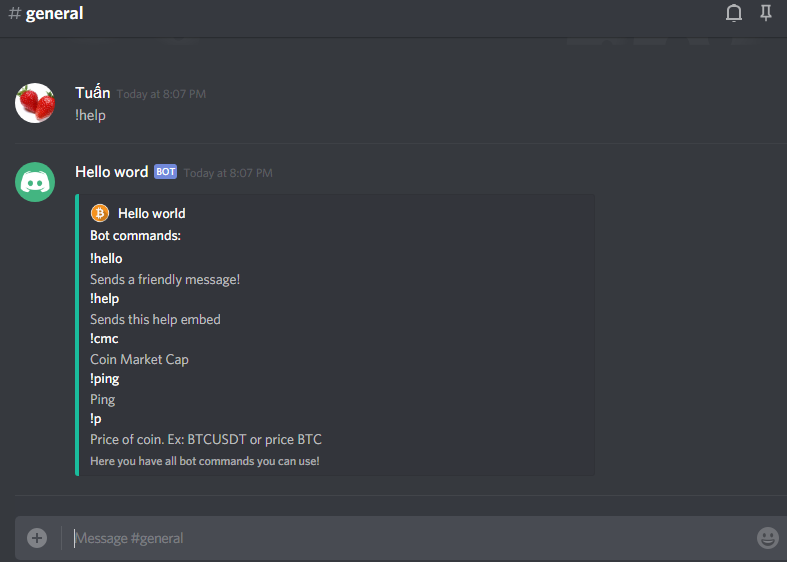 # general
Tuấn Today at 8:07 PM
!help
Hello word BOT Today at 8:07 PM
Hello world
Bot commands:
!hello
Sends a friendly message!
!help
Sends this help embed
!cmc
Coin Market Cap
!ping
Ping
!p
Price of coin. Ex: BTCUSDT or price BTC
Here you have all bot commands you can use!
Message #general